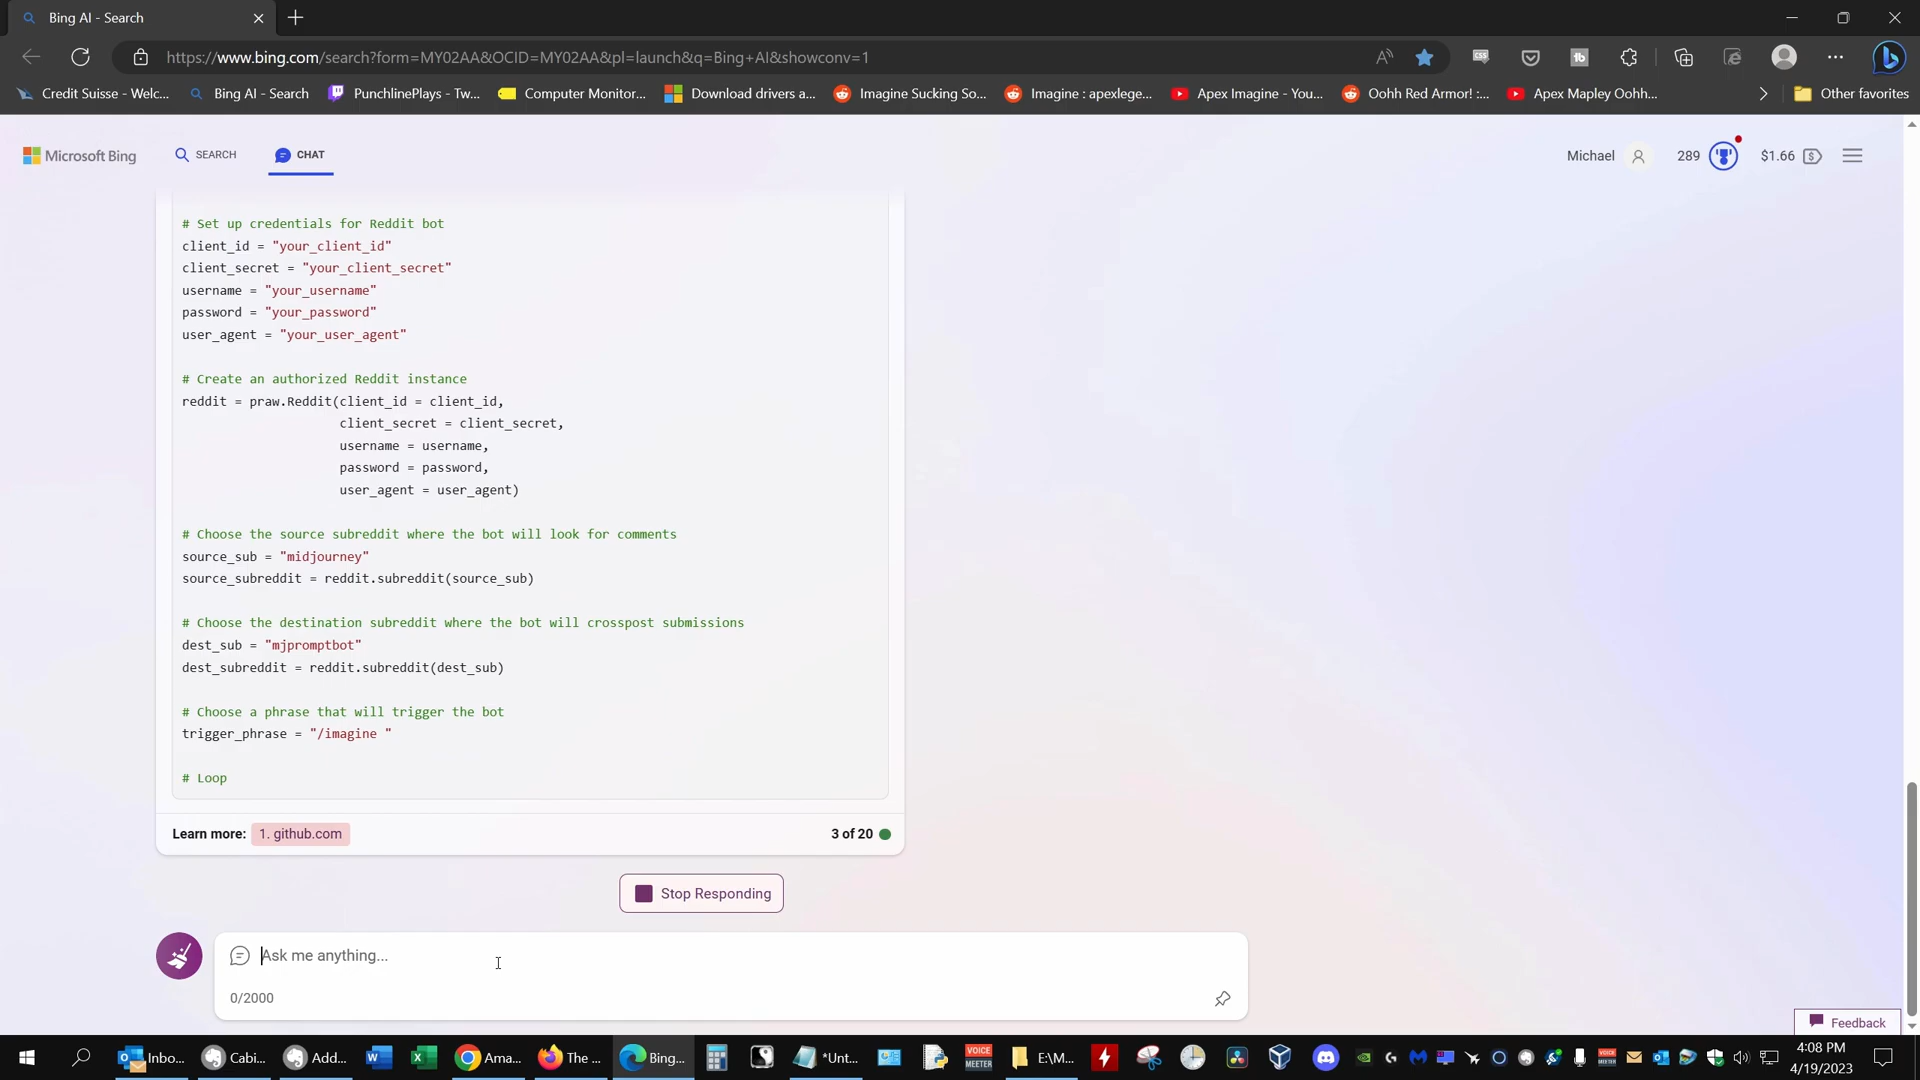 Bing AI - Search
https://www.bing.com/search?form=MY02AA&OCID=MY02AA&pl=launch&q=Bing+AI&showconv=1
Credit Suisse - Welc... Bing AI - Search PunchlinePlays - Tw... Computer Monitor... Download drivers a... Imagine Sucking So... Imagine : apexlege... Apex Imagine - You... Oohh Red Armor! :... Apex Mapley Oohh... Other favorites
Microsoft Bing SEARCH CHAT Michael 289 $1.66
# Set up credentials for Reddit bot
client_id = "your_client_id"
client_secret = "your_client_secret"
username = "your_username"
password = "your_password"
user_agent = "your_user_agent"
# Create an authorized Reddit instance
reddit = praw.Reddit(client_id = client_id,
client_secret = client_secret,
username = username,
password = password,
user_agent = user_agent)
# Choose the source subreddit where the bot will look for comments
source_sub = "midjourney"
source_subreddit = reddit.subreddit(source_sub)
# Choose the destination subreddit where the bot will crosspost submissions
dest_sub = "mjpromptbot"
dest_subreddit = reddit.subreddit(dest_sub)
# Choose a phrase that will trigger the bot
trigger_phrase = "/imagine "
# Loop
Learn more: 1. github.com 3 of 20
Stop Responding
Ask me anything...
0/2000
Feedback
Inbo... Cabi... Add... Ama... The ... Bing... *Unt... VOICE MEETER E:\M... 4:08 PM
4/19/2023